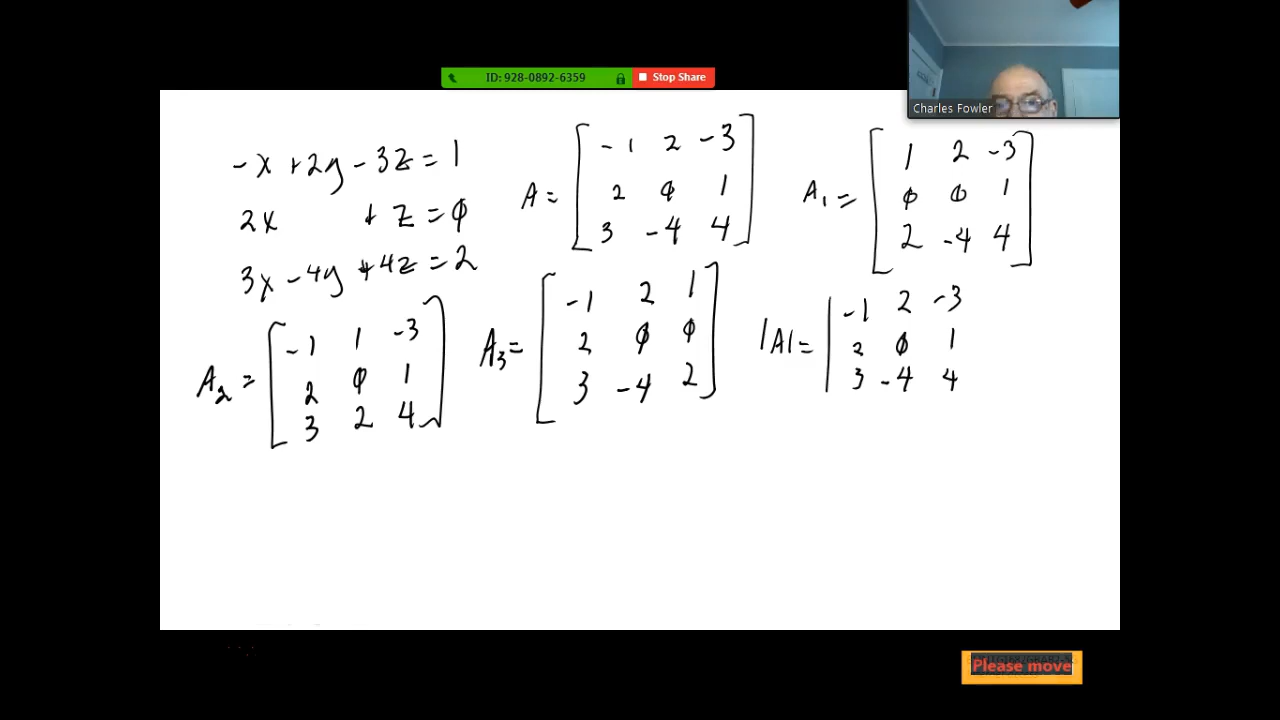 ID: 928-0892-6359 Stop Share
Charles Fowler
-x + 2y - 3z = 1
2x + z = 0
3x - 4y + 4z = 2
A =
-1 2 -3
2 0 1
3 -4 4
A₁ =
1 2 -3
0 0 1
2 -4 4
A₂ =
-1 1 -3
2 0 1
3 2 4
A₃ =
-1 2 1
2 0 0
3 -4 2
|A| =
-1 2 -3
2 0 1
3 -4 4
Please move